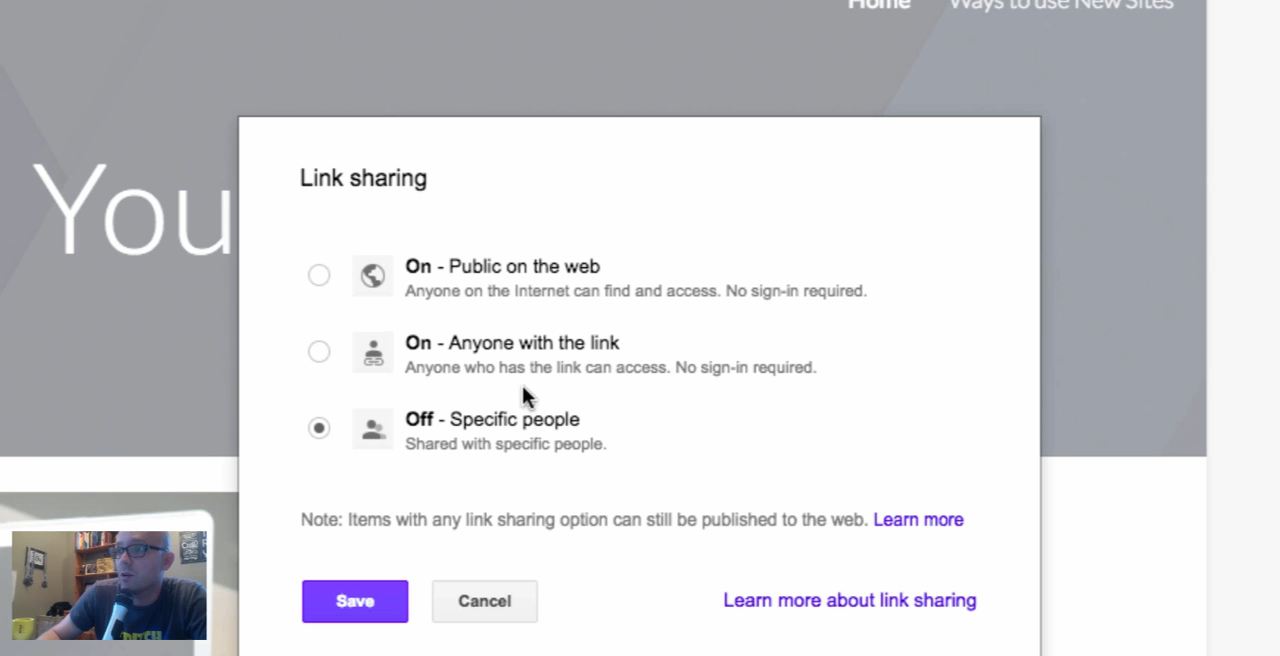 Home Ways to use New Sites
You
Link sharing
On - Public on the web
Anyone on the Internet can find and access. No sign-in required.
On - Anyone with the link
Anyone who has the link can access. No sign-in required.
Off - Specific people
Shared with specific people.
Note: Items with any link sharing option can still be published to the web. Learn more
Save Cancel Learn more about link sharing